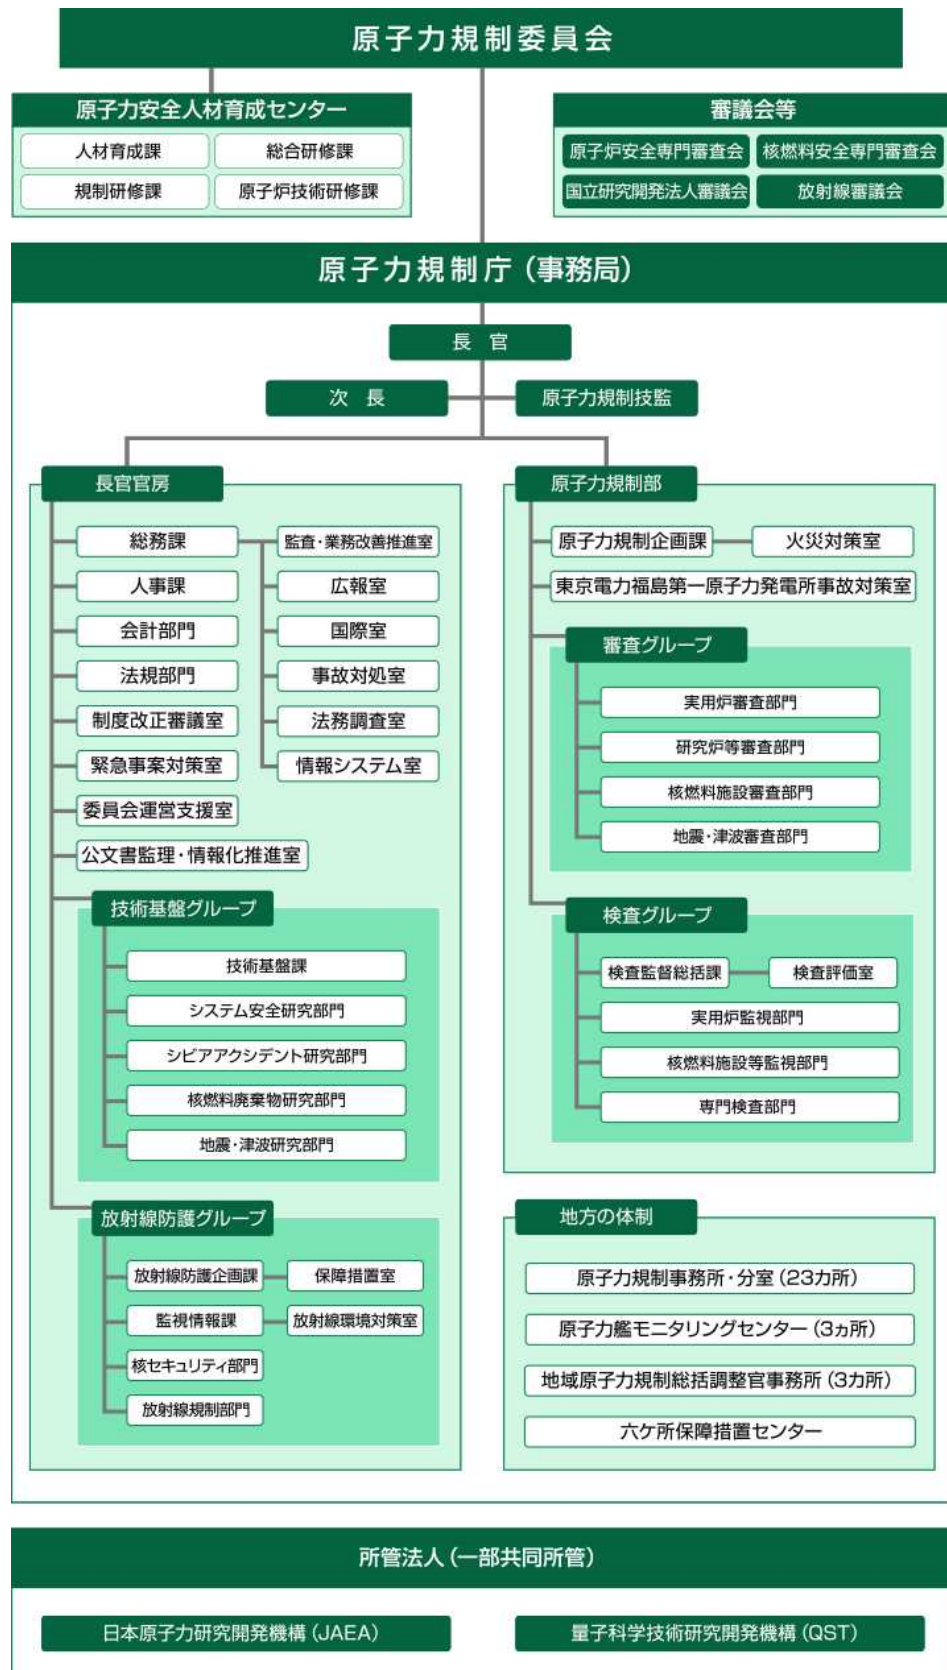 原子力規制委員会
原子力安全人材育成センター
人材育成課
総合研修課
規制研修課
原子炉技術研修課
審議会等
原子炉安全専門審査会
核燃料安全専門審査会
国立研究開発法人審議会
放射線審議会
原子力規制庁（事務局）
長　官
次　長
原子力規制技監
長官官房
総務課
監査・業務改善推進室
人事課
広報室
会計部門
国際室
法規部門
事故対処室
制度改正審議室
法務調査室
緊急事案対策室
情報システム室
委員会運営支援室
公文書監理・情報化推進室
技術基盤グループ
技術基盤課
システム安全研究部門
シビアアクシデント研究部門
核燃料廃棄物研究部門
地震・津波研究部門
放射線防護グループ
放射線防護企画課
保障措置室
監視情報課
放射線環境対策室
核セキュリティ部門
放射線規制部門
原子力規制部
原子力規制企画課
火災対策室
東京電力福島第一原子力発電所事故対策室
審査グループ
実用炉審査部門
研究炉等審査部門
核燃料施設審査部門
地震・津波審査部門
検査グループ
検査監督総括課
検査評価室
実用炉監視部門
核燃料施設等監視部門
専門検査部門
地方の体制
原子力規制事務所・分室（23カ所）
原子力艦モニタリングセンター（3ヵ所）
地域原子力規制総括調整官事務所（3カ所）
六ケ所保障措置センター
所管法人（一部共同所管）
日本原子力研究開発機構（JAEA）
量子科学技術研究開発機構（QST）